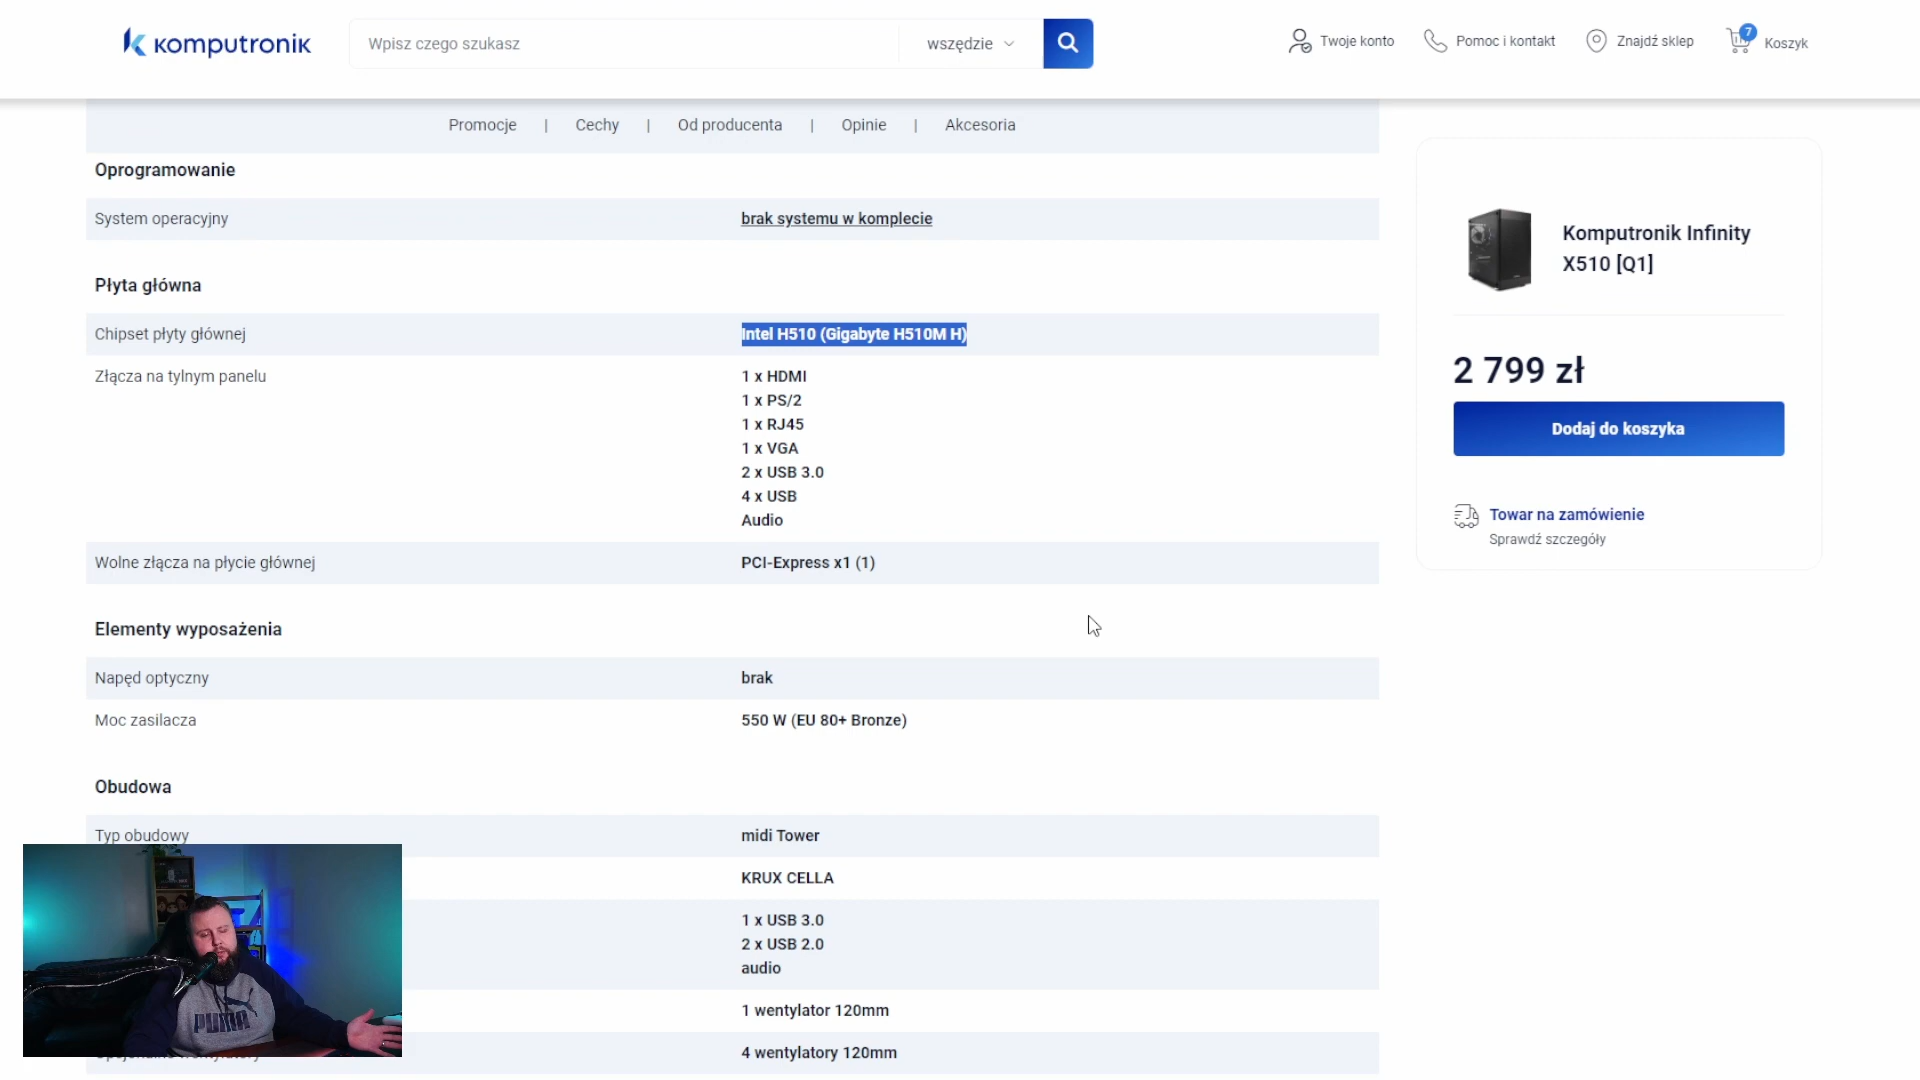 komputronik
Wpisz czego szukasz
wszędzie
Twoje konto
Pomoc i kontakt
Znajdź sklep
7
Koszyk
Promocje | Cechy | Od producenta | Opinie | Akcesoria
Oprogramowanie
System operacyjny
brak systemu w komplecie
Płyta główna
Chipset płyty głównej
Intel H510 (Gigabyte H510M H)
Złącza na tylnym panelu
1 x HDMI
1 x PS/2
1 x RJ45
1 x VGA
2 x USB 3.0
4 x USB
Audio
Wolne złącza na płycie głównej
PCI-Express x1 (1)
Elementy wyposażenia
Napęd optyczny
brak
Moc zasilacza
550 W (EU 80+ Bronze)
Obudowa
Typ obudowy
midi Tower
KRUX CELLA
1 x USB 3.0
2 x USB 2.0
audio
1 wentylator 120mm
4 wentylatory 120mm
Komputronik Infinity
X510 [Q1]
2 799 zł
Dodaj do koszyka
Towar na zamówienie
Sprawdź szczegóły
PUMA